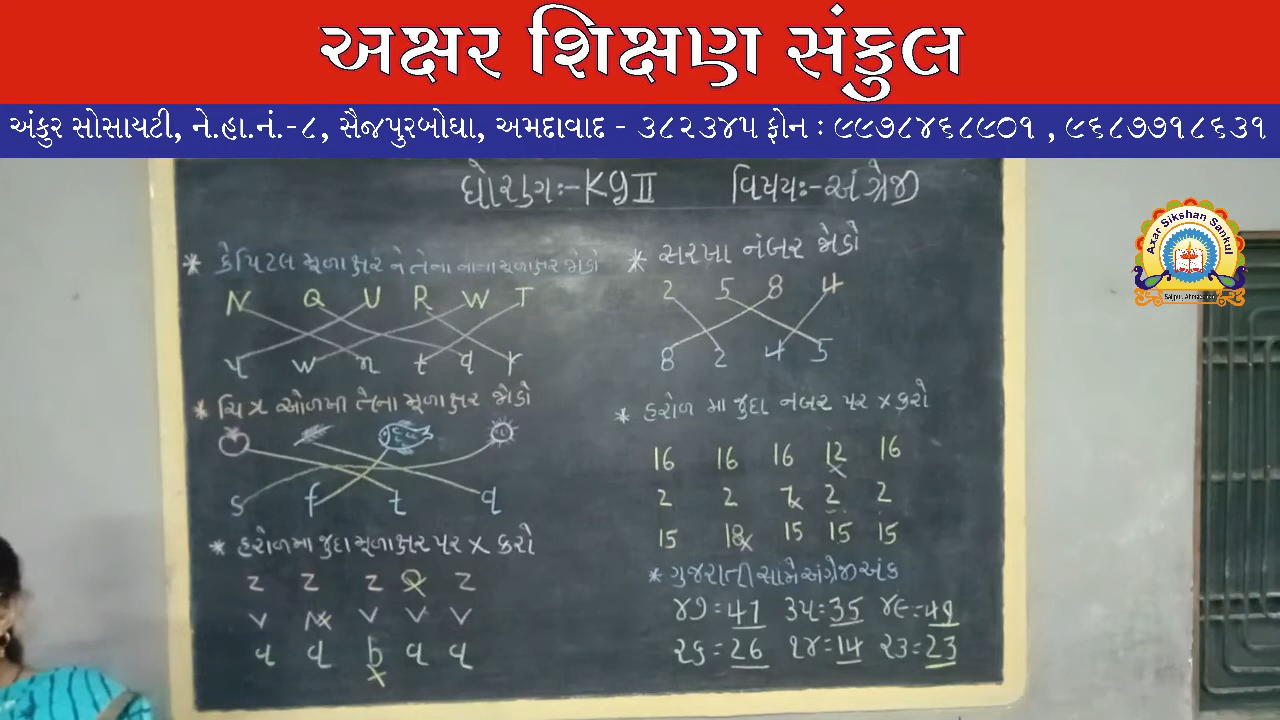 અક્ષર શિક્ષણ સંકુલ
અંકુર સોસાયટી, ને.હા.નં.-૮, સૈજપુરબોઘા, અમદાવાદ - ૩૮૨૩૪૫ ફોન : ૯૯૭૮૪૬૮૯૦૧ , ૯૬૮૭૭૧૮૬૩૧
Axar Sikshan Sankul
ધોરણઃ- KG II વિષયઃ- અંગ્રેજી
* કેપિટલ મૂળાક્ષર ને તેના નાના મૂળાક્ષર જોડો
N Q U R W T
u w n t q r
* ચિત્ર ઓળખી તેના મૂળાક્ષર જોડો
s f t q
* હરોળમા જુદા મૂળાક્ષર પર X કરો
z z z Q z
v N v v v
q q b q q
* સરખા નંબર જોડો
2 5 8 4
8 2 4 5
* હરોળ મા જુદા નંબર પર X કરો
16 16 16 12 16
2 2 7 2 2
15 18 15 15 15
* ગુજરાતી સામે અંગ્રેજી અંક
૪૭=47 ૩૫=35 ૪૯=49
૨૬=26 ૧૪=14 ૨૩=23